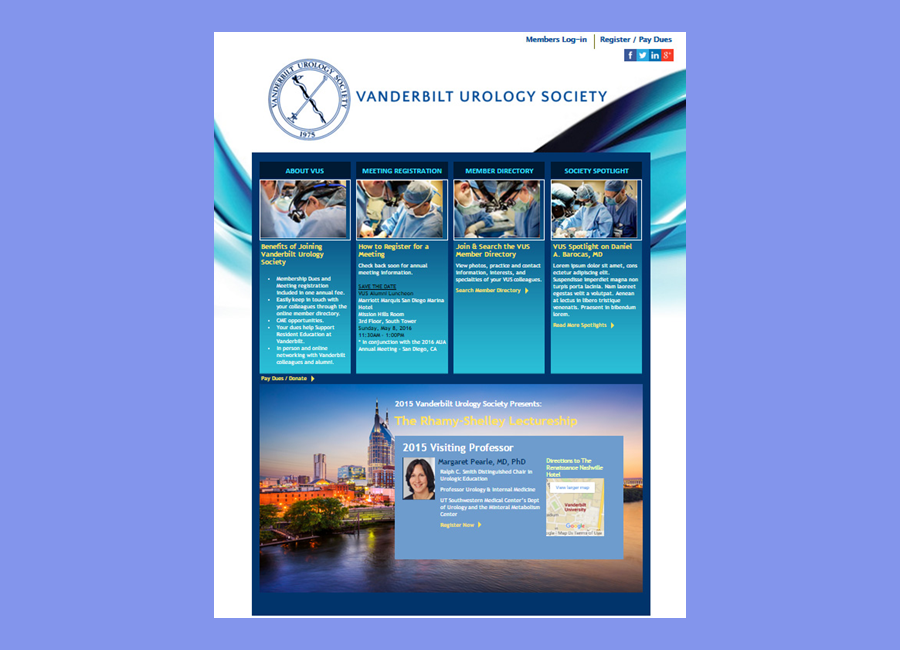 Members Log-in | Register / Pay Dues
VANDERBILT UROLOGY SOCIETY
1975
VANDERBILT UROLOGY SOCIETY
ABOUT VUS
Benefits of Joining
Vanderbilt Urology
Society
• Membership Dues and
Meeting registration
included in one annual fee.
• Easily keep in touch with
your colleagues through the
online member directory.
• CME opportunities.
• Your dues help Support
Resident Education at
Vanderbilt.
• In person and online
networking with Vanderbilt
colleagues and alumni.
Pay Dues / Donate
MEETING REGISTRATION
How to Register for a
Meeting
Check back soon for annual
meeting information.
SAVE THE DATE
VUS Alumni Luncheon
Marriott Marquis San Diego Marina
Hotel
Mission Hills Room
3rd Floor, South Tower
Sunday, May 8, 2016
11:30AM - 1:00PM
* In conjunction with the 2016 AUA
Annual Meeting - San Diego, CA
MEMBER DIRECTORY
Join & Search the VUS
Member Directory
View photos, practice and contact
information, interests, and
specialties of your VUS colleagues.
Search Member Directory
SOCIETY SPOTLIGHT
VUS Spotlight on Daniel
A. Barocas, MD
Lorem ipsum dolor sit amet, cons
ectetur adipiscing elit.
Suspendisse imperdiet magna non
turpis porta lacinia. Nam laoreet
egestas velit a volutpat. Aenean
at lectus in libero tristique
venenatis. Praesent in bibendum
lorem.
Read More Spotlights
2015 Vanderbilt Urology Society Presents:
The Rhamy-Shelley Lectureship
2015 Visiting Professor
Margaret Pearle, MD, PhD
Ralph C. Smith Distinguished Chair in
Urologic Education
Professor Urology & Internal Medicine
UT Southwestern Medical Center's Dept
of Urology and the Minteral Metabolism
Center
Register Now
Directions to The
Renaissance Nashville
Hotel
View larger map
Vanderbilt
University
Google
Map Data Terms of Use